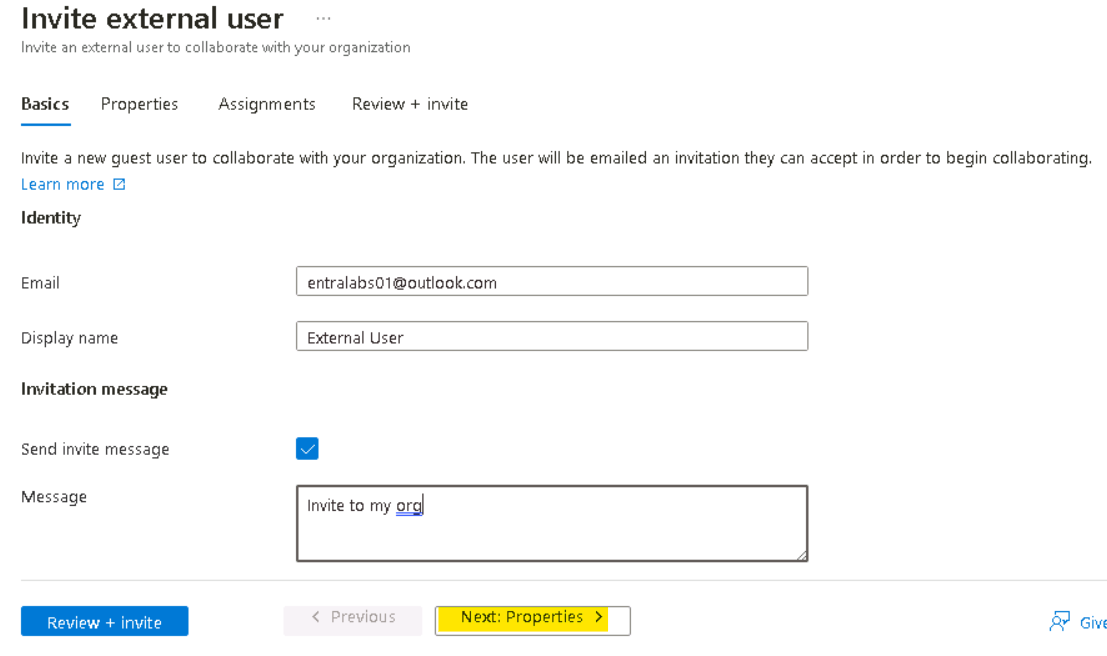 Invite external user ...
Invite an external user to collaborate with your organization
Basics Properties Assignments Review + invite
Invite a new guest user to collaborate with your organization. The user will be emailed an invitation they can accept in order to begin collaborating.
Learn more
Identity
Email entralabs01@outlook.com
Display name External User
Invitation message
Send invite message
Message Invite to my org
Review + invite < Previous Next: Properties > Give